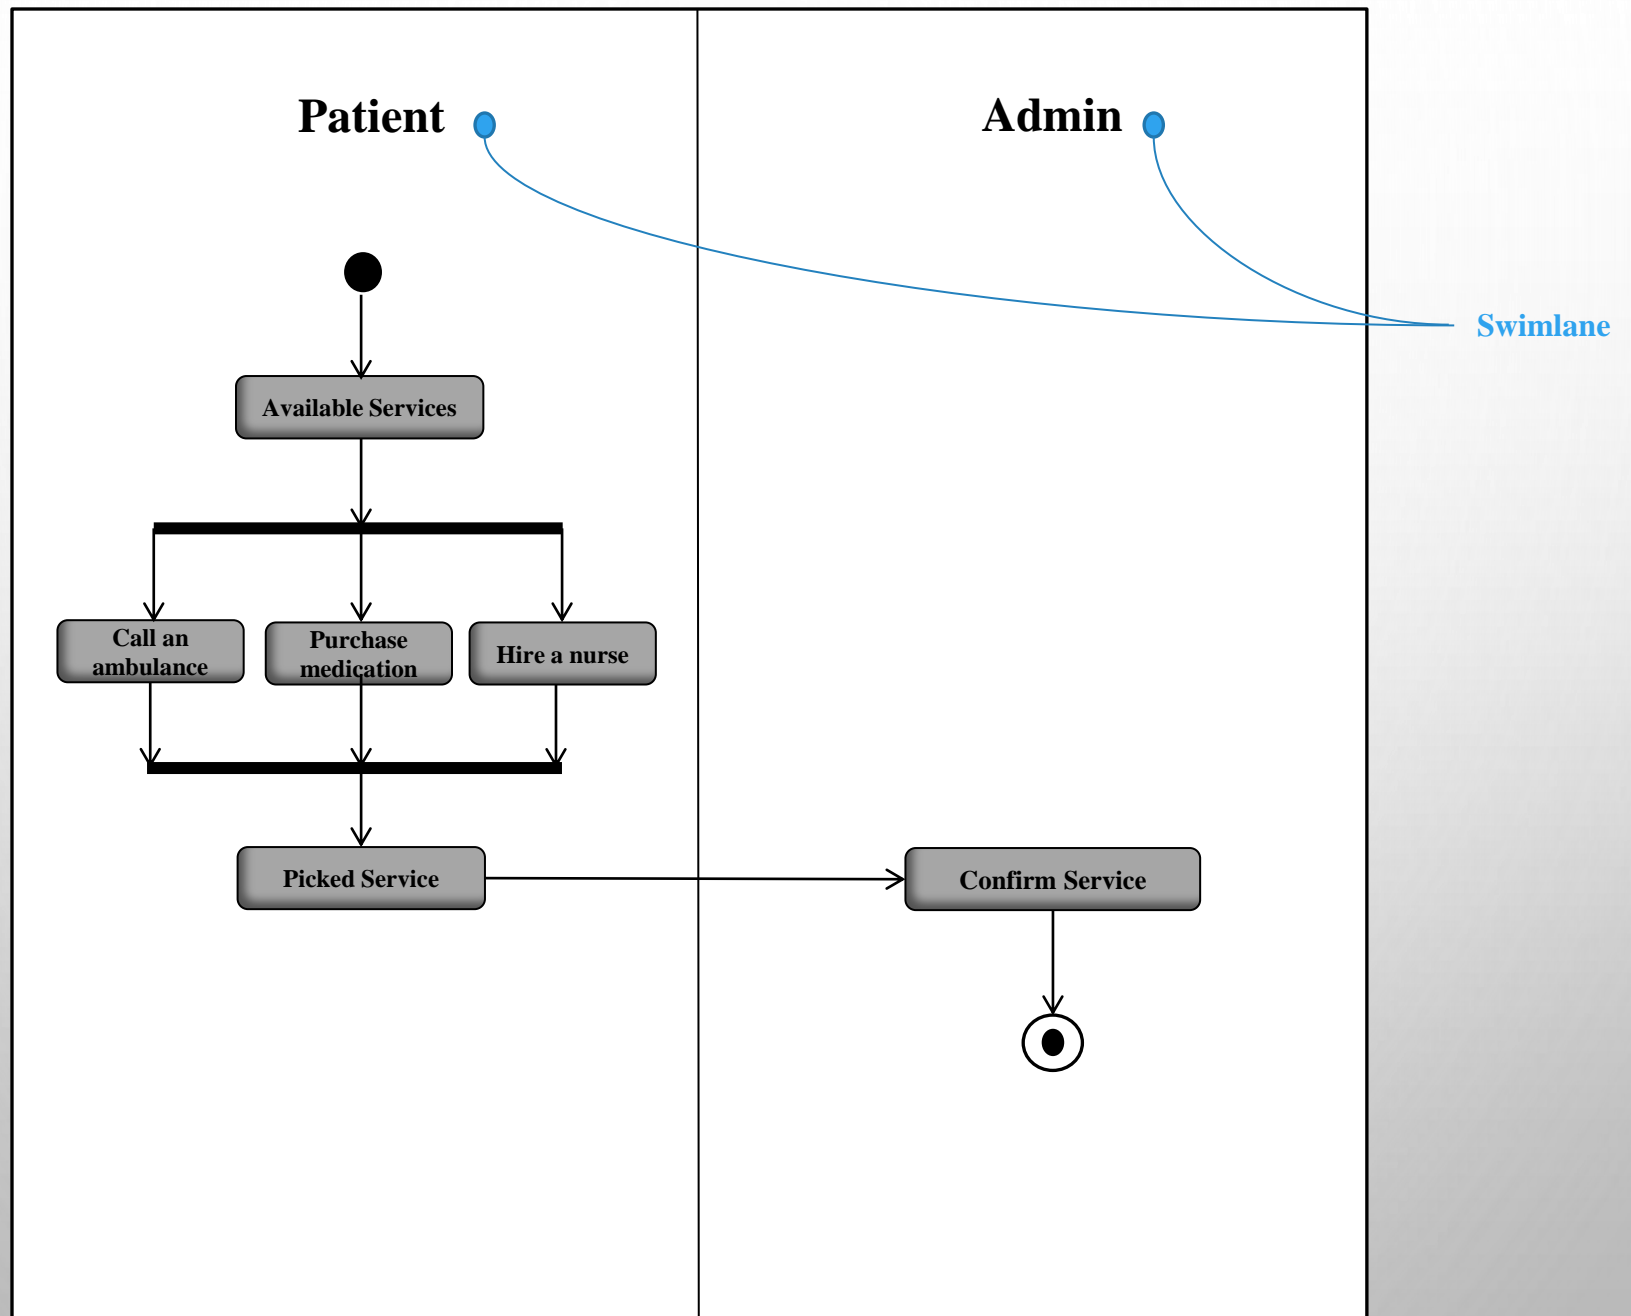 Patient
Admin
Swimlane
Available Services
Call an
ambulance
Purchase
medication
Hire a nurse
Picked Service
Confirm Service